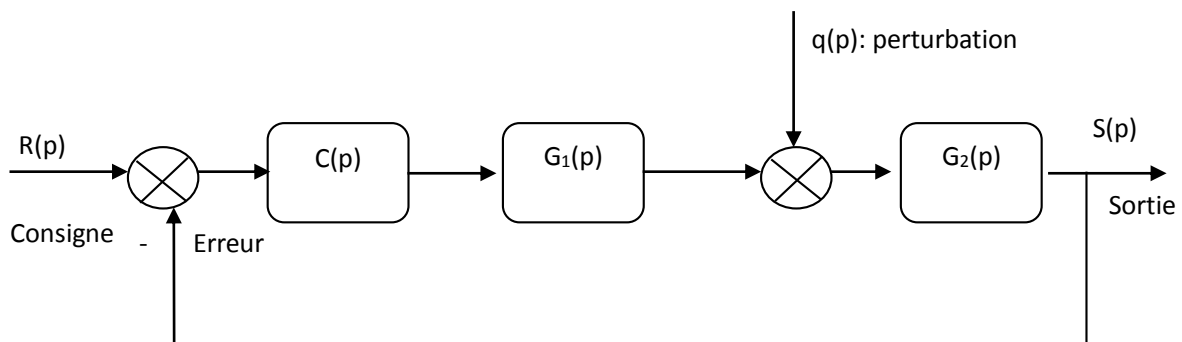 q(p): perturbation
R(p)
C(p)
G₁(p)
G₂(p)
S(p)
Consigne
-
Erreur
Sortie